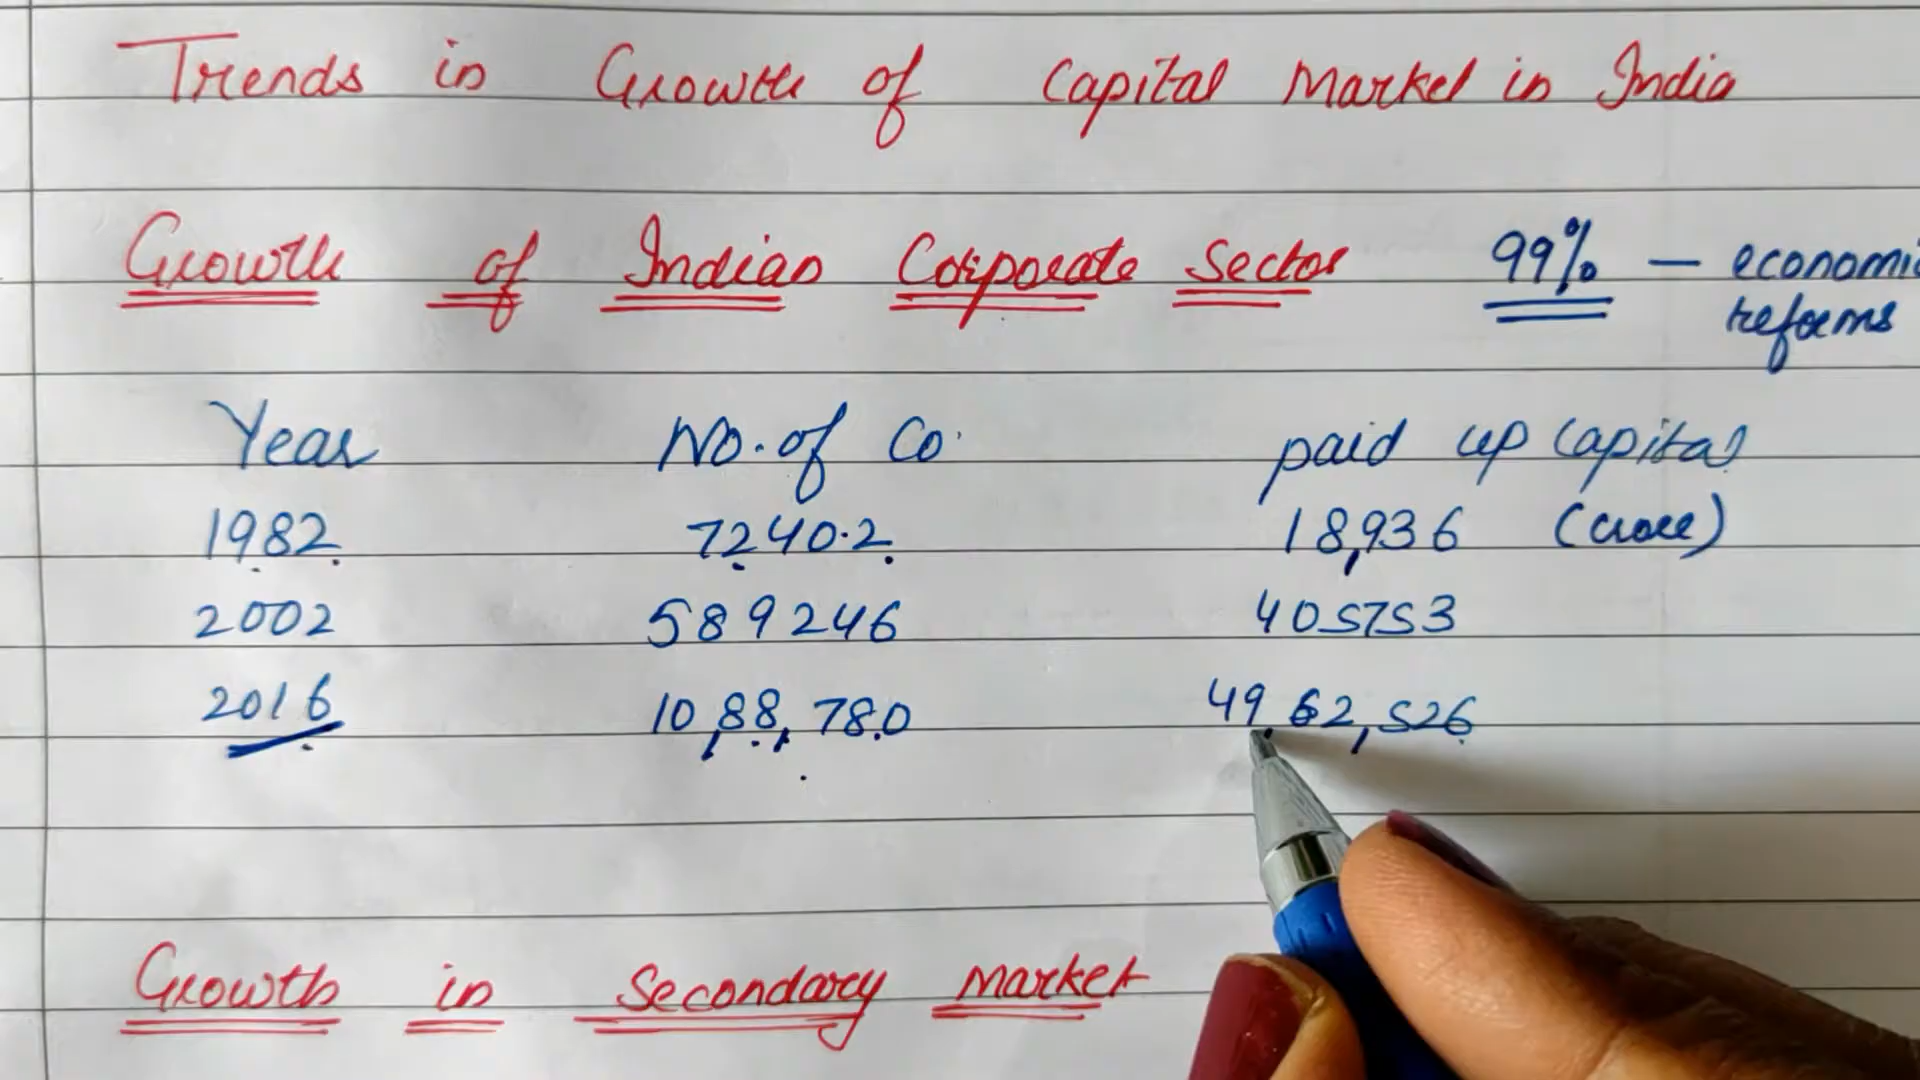 Trends in Growth of Capital Market in India
Growth of Indian Corporate Sector 99% — economic
reforms
Year No. of Co. paid up capital
1982 7240.2 18,936 (crore)
2002 589246 405753
2016 10,88,780 49,62,526
Growth in Secondary Market